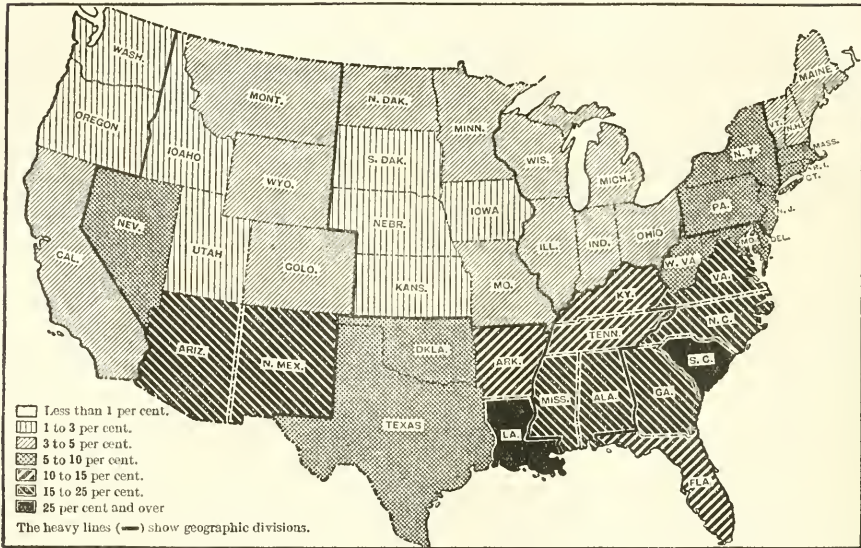 WASH.
OREGON
IDAHO
MONT.
WYO.
N. DAK.
S. DAK.
NEBR.
KANS.
MINN.
IOWA
MO.
WIS.
MICH.
ILL.
IND.
OHIO
NEV.
UTAH
COLO.
CAL.
ARIZ.
N. MEX.
TEXAS
OKLA.
ARK.
LA.
MISS.
ALA.
GA.
FLA.
S. C.
N. C.
TENN.
KY.
VA.
W. VA.
MD.
DEL.
PA.
N. J.
N. Y.
CT.
R. I.
MASS.
VT.
N.H.
MAINE
Less than 1 per cent.
1 to 3 per cent.
3 to 5 per cent.
5 to 10 per cent.
10 to 15 per cent.
15 to 25 per cent.
25 per cent and over
The heavy lines (▬) show geographic divisions.